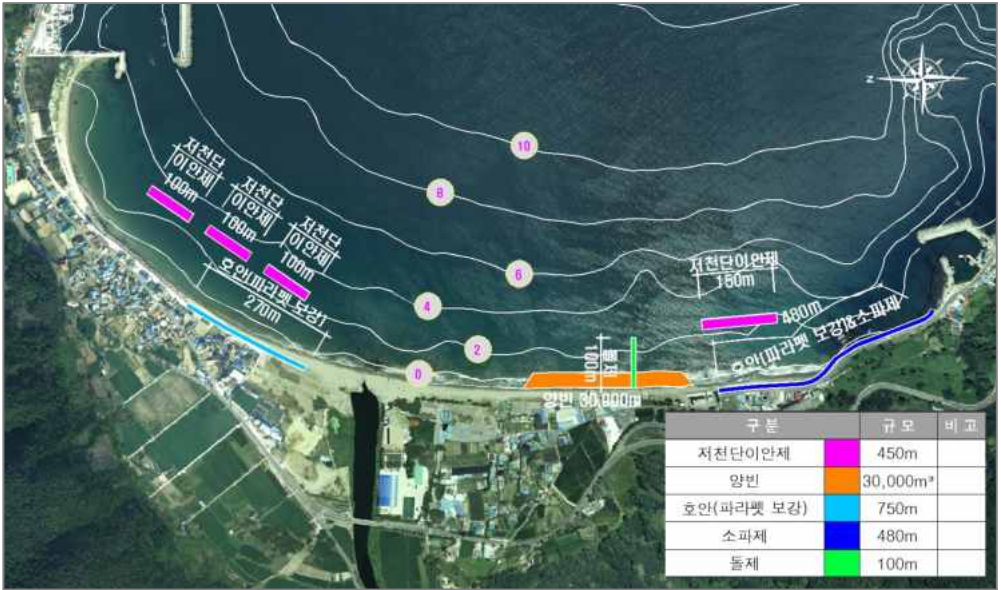 N
10
8
6
4
2
0
저천단
이안제
100m
저천단
이안제
100m
저천단
이안제
100m
호안(파라펫 보강)
270m
저천단이안제
150m
480m
호안(파라펫 보강)&소파제
돌제
100m
양빈 30,000m³
구분 규모 비고
저천단이안제 450m
양빈 30,000m³
호안(파라펫 보강) 750m
소파제 480m
돌제 100m